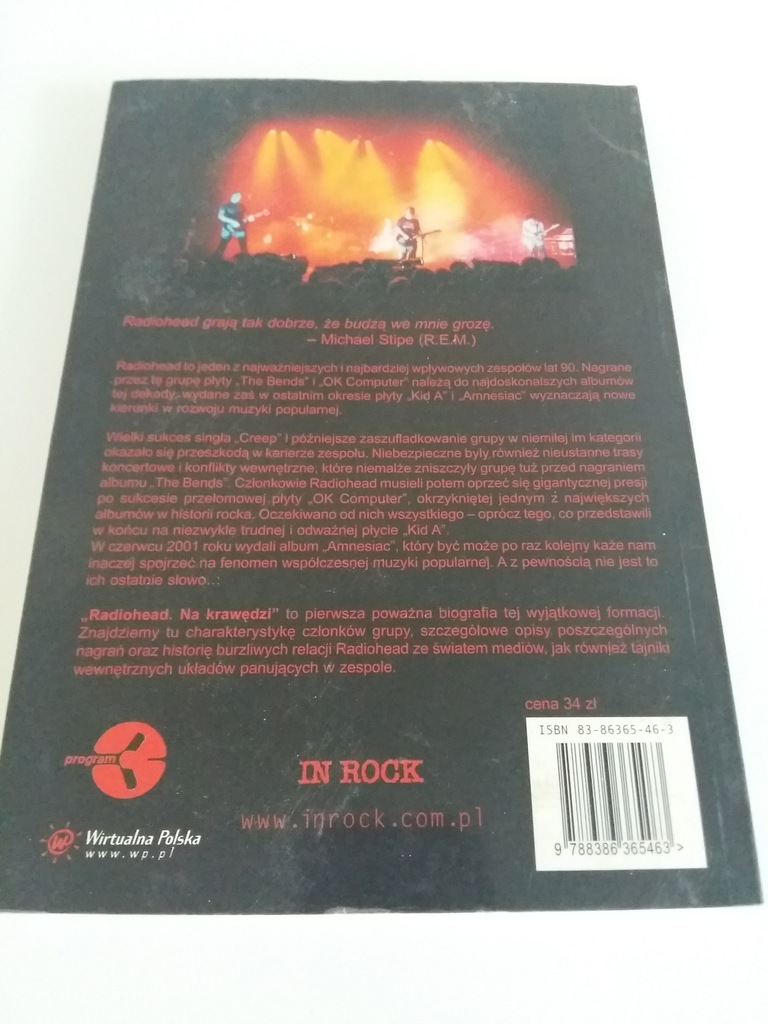 Radiohead grają tak dobrze, że budzą we mnie grozę.
– Michael Stipe (R.E.M.)
Radiohead to jeden z najważniejszych i najbardziej wpływowych zespołów lat 90. Nagrane
przez tę grupę płyty „The Bends” i „OK Computer” należą do najdoskonalszych albumów
tej dekady, wydane zaś w ostatnim okresie płyty „Kid A” i „Amnesiac” wyznaczają nowe
kierunki w rozwoju muzyki popularnej.
Wielki sukces singla „Creep” i późniejsze zaszufladkowanie grupy w niemiłej im kategorii
okazało się przeszkodą w karierze zespołu. Niebezpieczne były również nieustanne trasy
koncertowe i konflikty wewnętrzne, które niemalże zniszczyły grupę tuż przed nagraniem
albumu „The Bends”. Członkowie Radiohead musieli potem oprzeć się gigantycznej presji
po sukcesie przełomowej płyty „OK Computer”, okrzykniętej jednym z największych
albumów w historii rocka. Oczekiwano od nich wszystkiego – oprócz tego, co przedstawili
w końcu na niezwykle trudnej i odważnej płycie „Kid A”.
W czerwcu 2001 roku wydali album „Amnesiac”, który być może po raz kolejny każe nam
inaczej spojrzeć na fenomen współczesnej muzyki popularnej. A z pewnością nie jest to
ich ostatnie słowo...
„Radiohead. Na krawędzi” to pierwsza poważna biografia tej wyjątkowej formacji.
Znajdziemy tu charakterystykę członków grupy, szczegółowe opisy poszczególnych
nagrań oraz historię burzliwych relacji Radiohead ze światem mediów, jak również tajniki
wewnętrznych układów panujących w zespole.
cena 34 zł
ISBN 83-86365-46-3
9 788386 365463 >
program
IN ROCK
www.inrock.com.pl
Wirtualna Polska
www.wp.pl